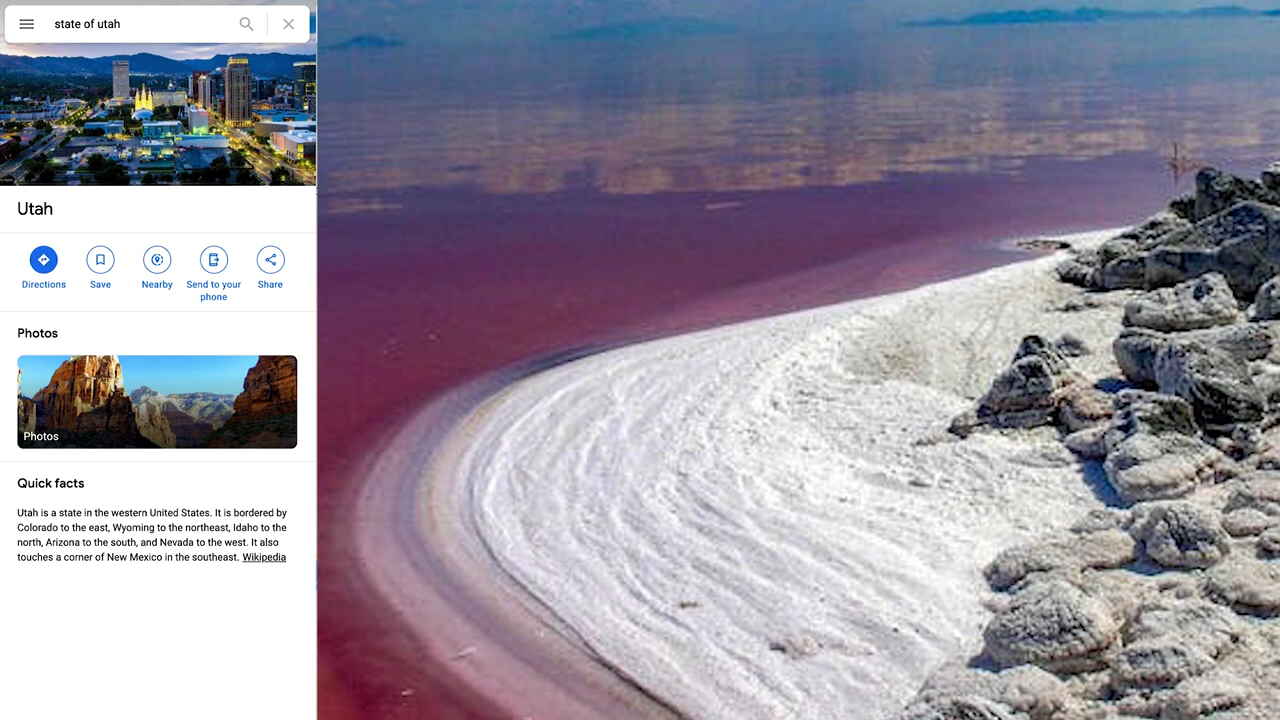 state of utah
Utah
Directions
Save
Nearby
Send to your
phone
Share
Photos
Photos
Quick facts
Utah is a state in the western United States. It is bordered by
Colorado to the east, Wyoming to the northeast, Idaho to the
north, Arizona to the south, and Nevada to the west. It also
touches a corner of New Mexico in the southeast. Wikipedia